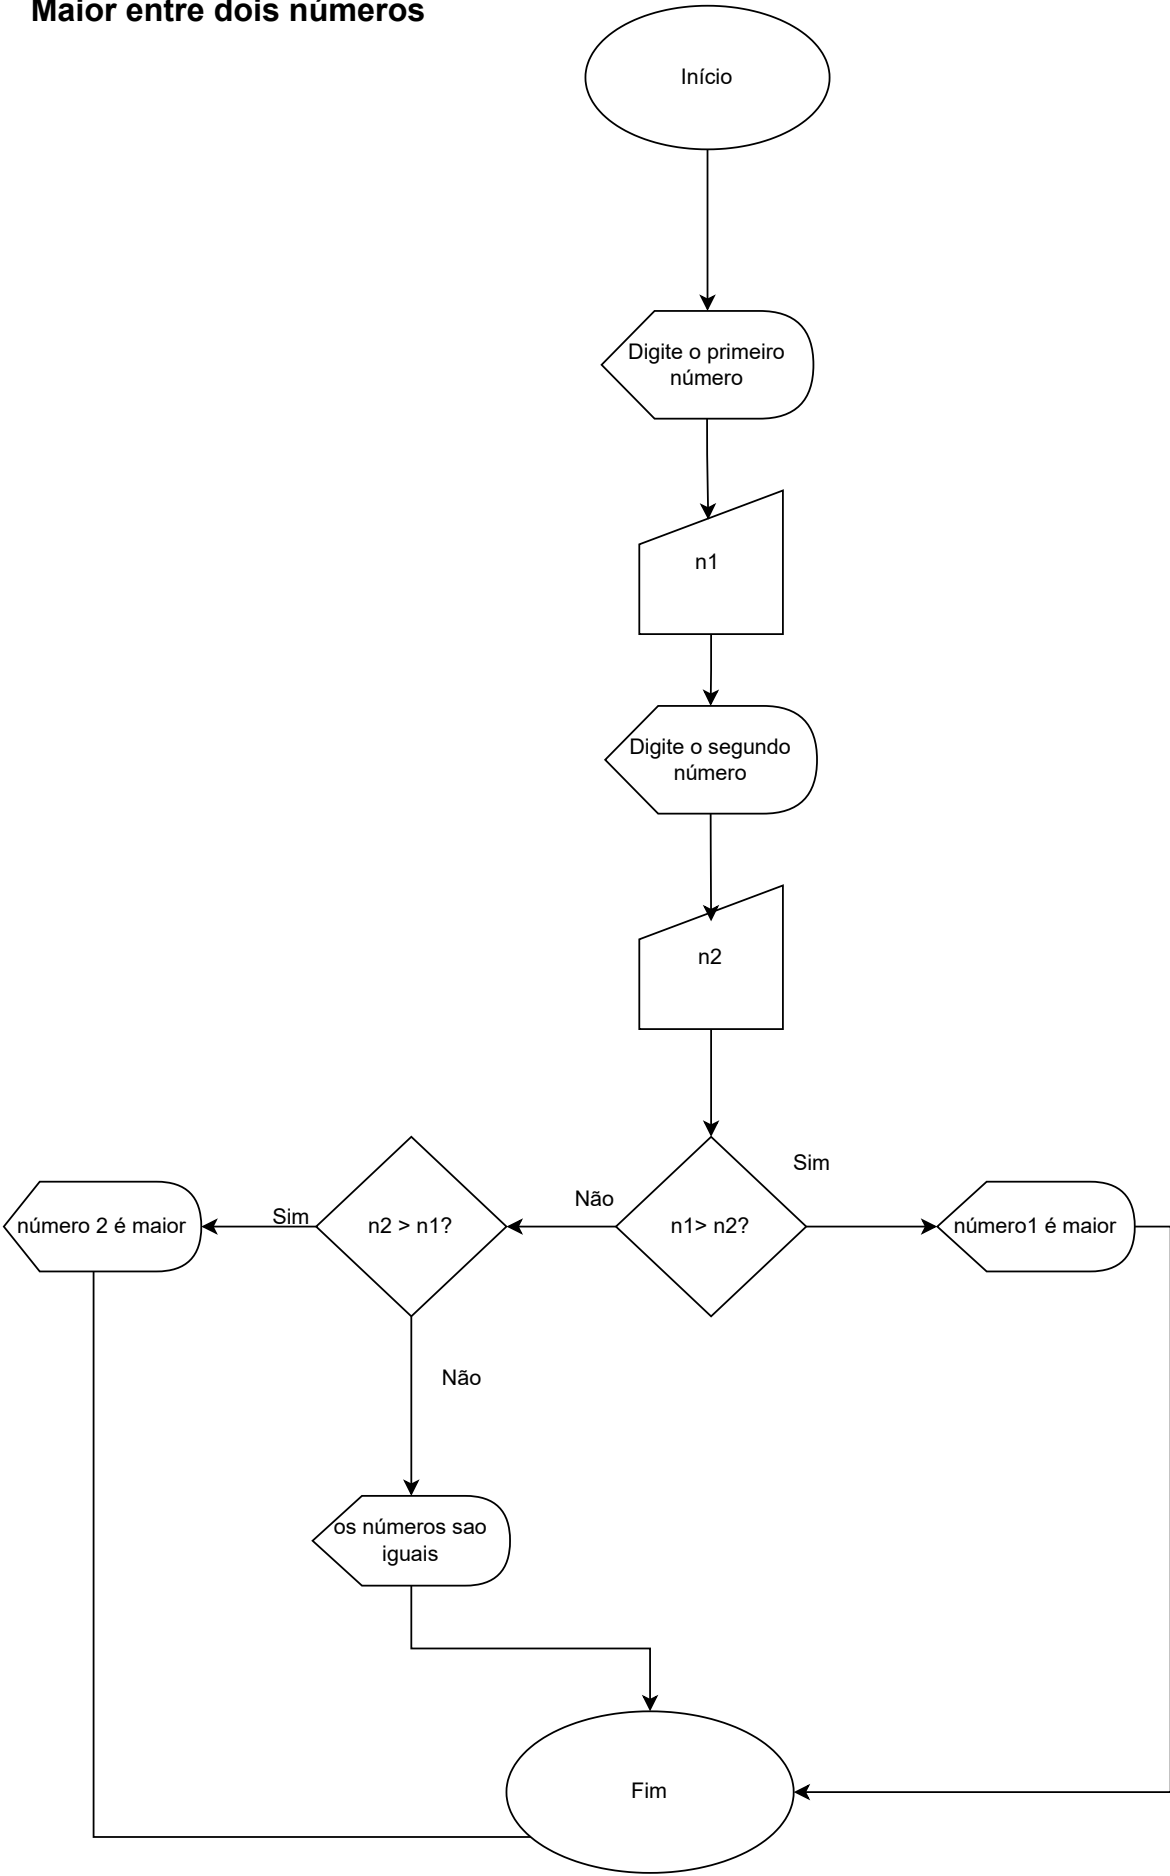 Maior entre dois números
Início
Digite o primeiro
número
n1
Digite o segundo
número
n2
Sim
Não
Sim
número 2 é maior
n2 > n1?
n1> n2?
número1 é maior
Não
os números sao
iguais
Fim